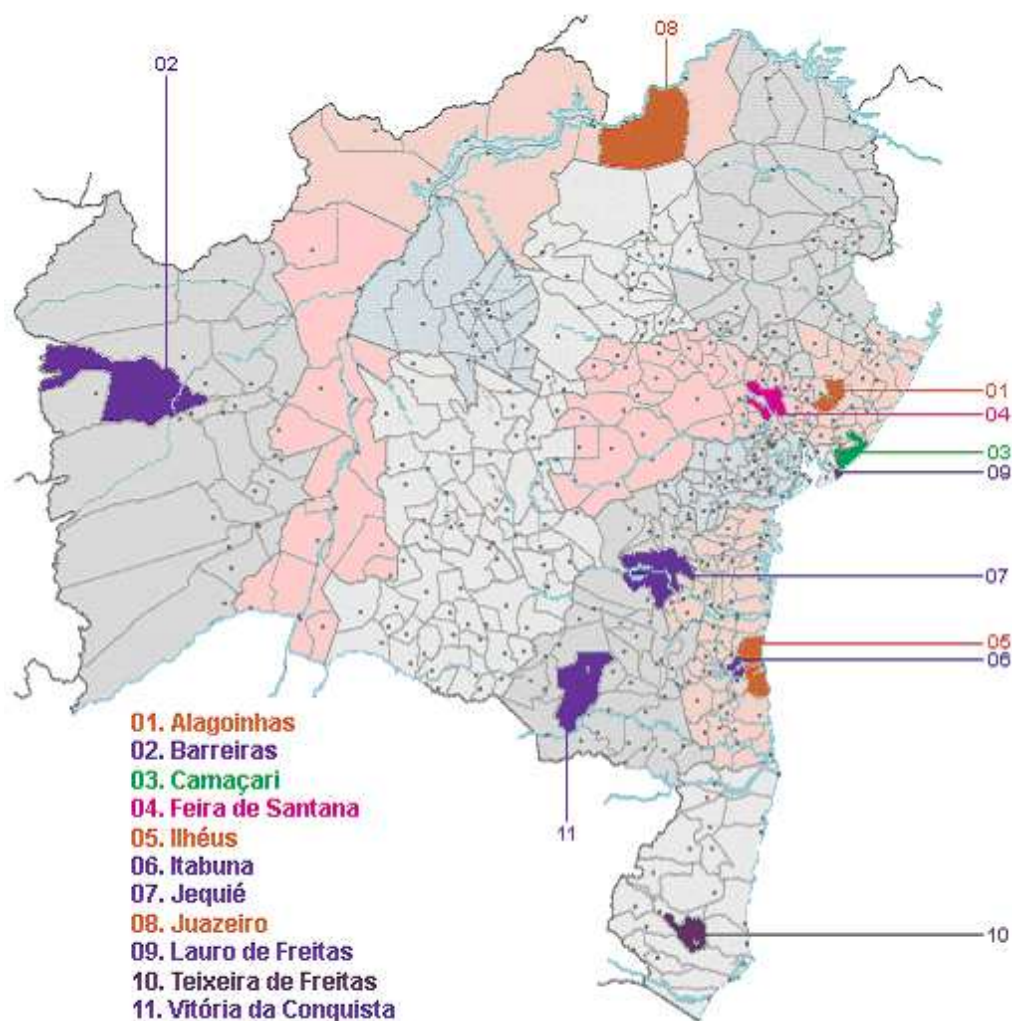 08
02
01
04
03
09
07
05
06
11
10
01. Alagoinhas
02. Barreiras
03. Camaçari
04. Feira de Santana
05. Ilhéus
06. Itabuna
07. Jequié
08. Juazeiro
09. Lauro de Freitas
10. Teixeira de Freitas
11. Vitória da Conquista